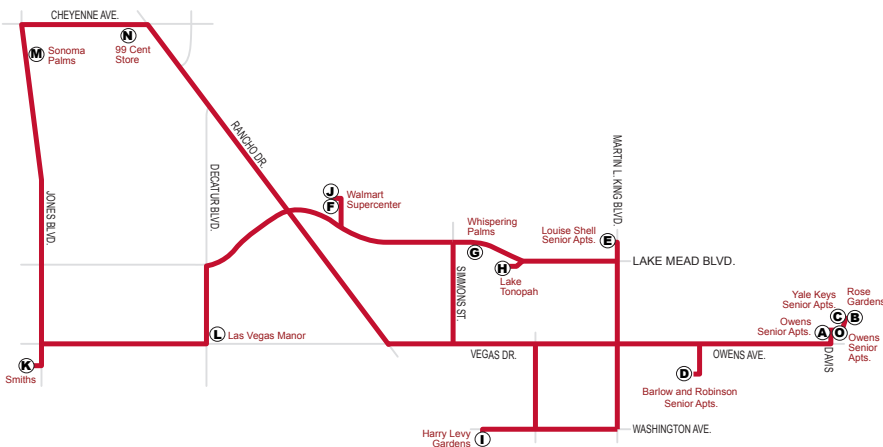 CHEYENNE AVE.
M
Sonoma
Palms
N
99 Cent
Store
RANCHO DR.
DECATUR BLVD.
JONES BLVD.
MARTIN L. KING BLVD.
J
F
Walmart
Supercenter
Whispering
Palms
G
Louise Shell
Senior Apts.
E
H
Lake
Tonopah
LAKE MEAD BLVD.
SIMMONS ST.
Yale Keys
Senior Apts.
Rose
Gardens
C
B
Owens
Senior Apts.
A
O
Owens
Senior
Apts.
L
Las Vegas Manor
VEGAS DR.
OWENS AVE.
DAVIS
K
Smiths
D
Barlow and Robinson
Senior Apts.
Harry Levy
Gardens
I
WASHINGTON AVE.